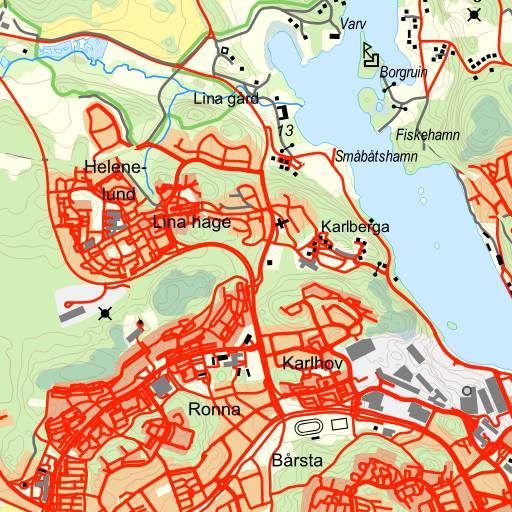 Varv
Borgruin
Lina gård
13
Fiskehamn
Småbåtshamn
Helene-
lund
Lina hage
Karlberga
Karlhov
Ronna
Bårsta